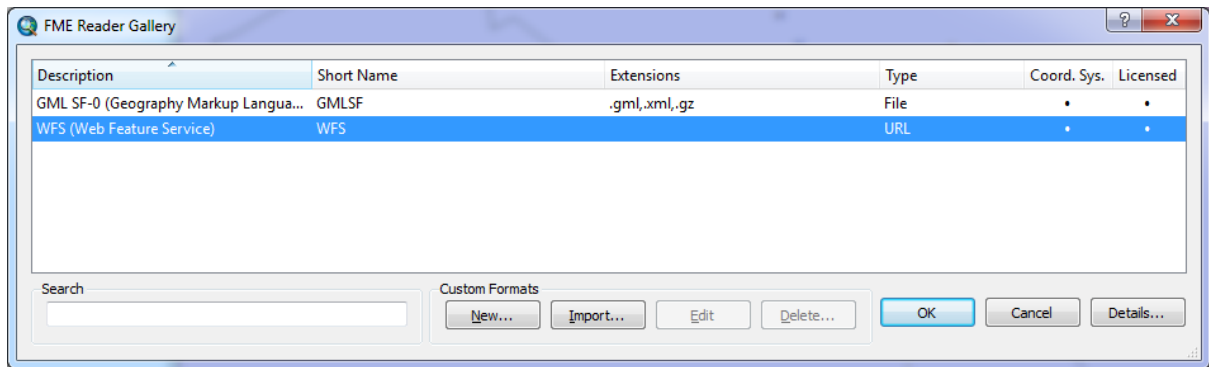 FME Reader Gallery
Description Short Name Extensions Type Coord. Sys. Licensed
GML SF-0 (Geography Markup Langua... GMLSF .gml,.xml,.gz File • •
WFS (Web Feature Service) WFS URL • •
Search Custom Formats
New... Import... Edit Delete... OK Cancel Details...